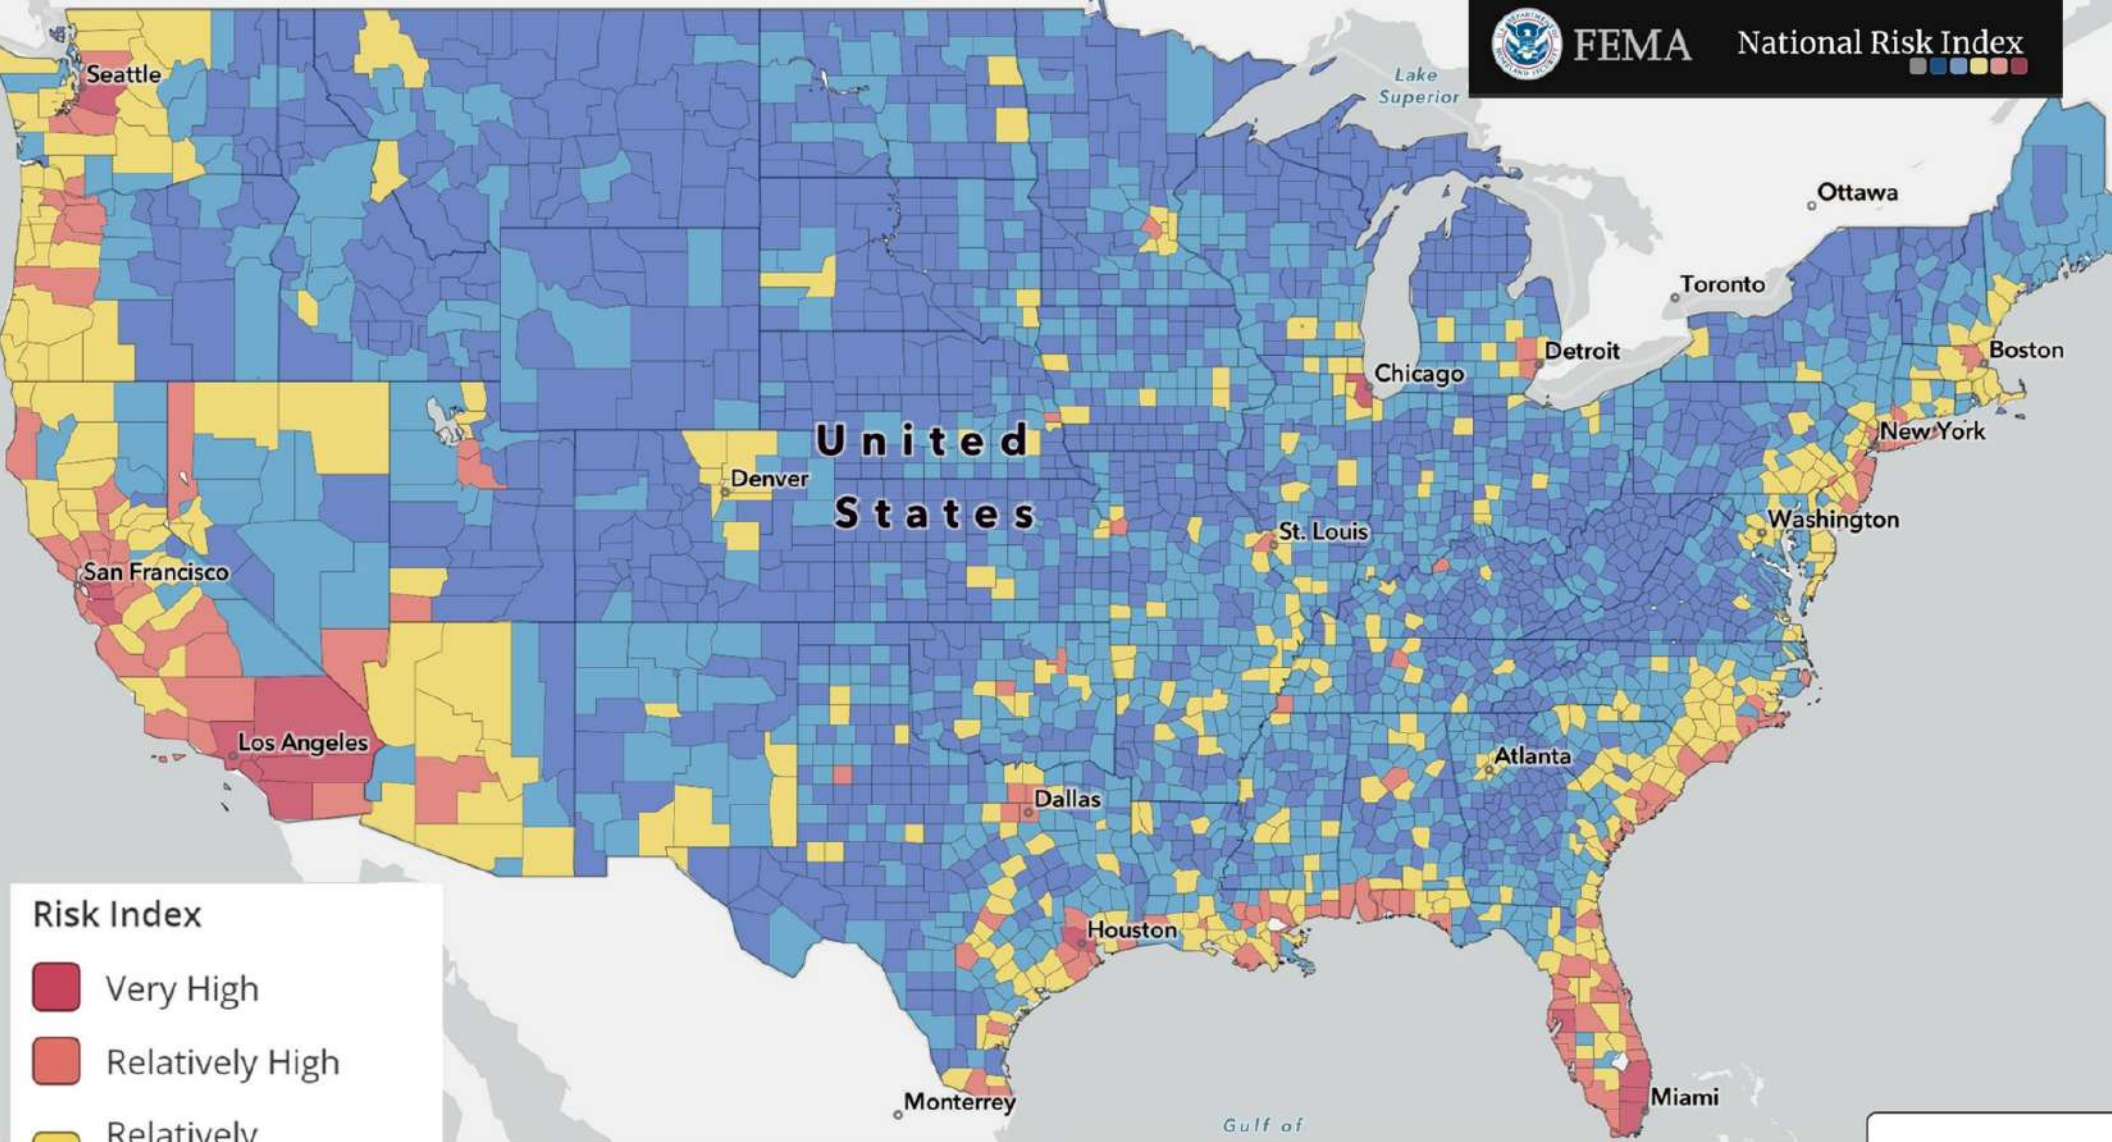 FEMA
National Risk Index
Seattle
Lake
Superior
Ottawa
Toronto
Boston
Detroit
Chicago
New York
United
States
Denver
Washington
St. Louis
San Francisco
Los Angeles
Atlanta
Dallas
Houston
Monterrey
Miami
Gulf of
Risk Index
Very High
Relatively High
Relatively